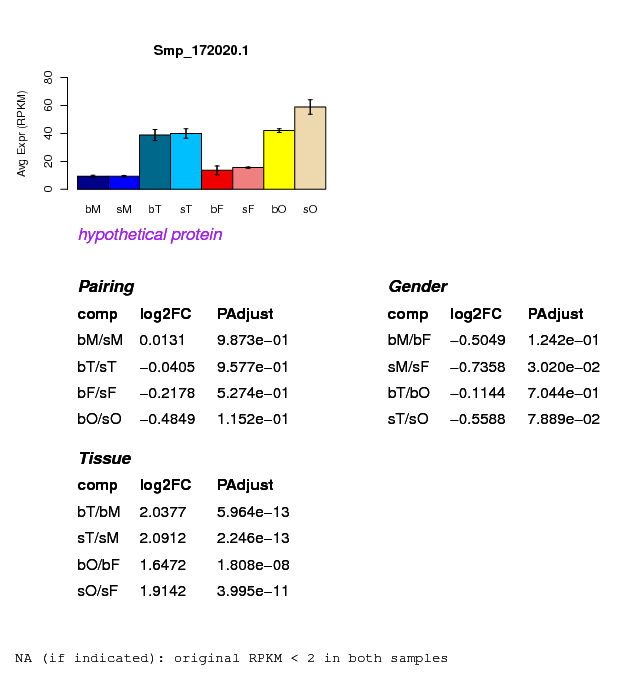 Smp_172020.1
Avg Expr (RPKM)
80
60
40
20
0
bM sM bT sT bF sF bO sO
hypothetical protein
Pairing
comp log2FC PAdjust
bM/sM 0.0131 9.873e−01
bT/sT −0.0405 9.577e−01
bF/sF −0.2178 5.274e−01
bO/sO −0.4849 1.152e−01
Gender
comp log2FC PAdjust
bM/bF −0.5049 1.242e−01
sM/sF −0.7358 3.020e−02
bT/bO −0.1144 7.044e−01
sT/sO −0.5588 7.889e−02
Tissue
comp log2FC PAdjust
bT/bM 2.0377 5.964e−13
sT/sM 2.0912 2.246e−13
bO/bF 1.6472 1.808e−08
sO/sF 1.9142 3.995e−11
NA (if indicated): original RPKM < 2 in both samples